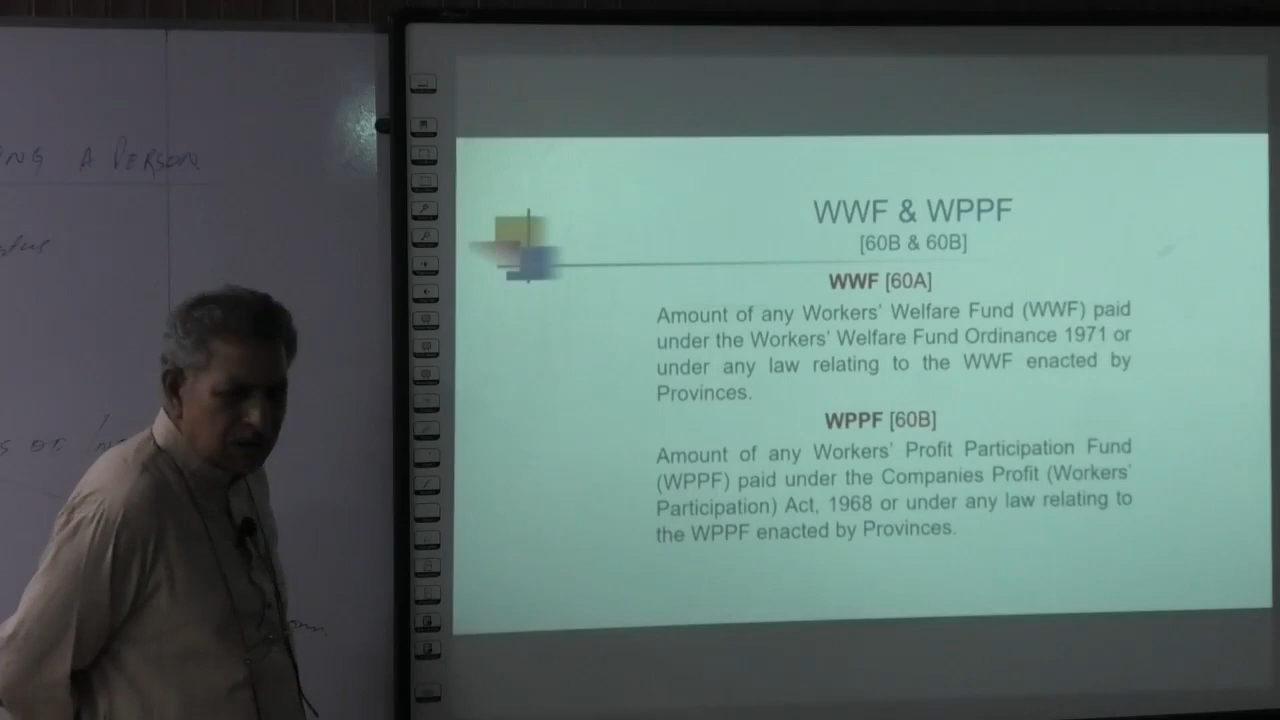 A PERSON
WWF & WPPF
[60B & 60B]
WWF [60A]
Amount of any Workers' Welfare Fund (WWF) paid
under the Workers' Welfare Fund Ordinance 1971 or
under any law relating to the WWF enacted by
Provinces.
WPPF [60B]
Amount of any Workers' Profit Participation Fund
(WPPF) paid under the Companies Profit (Workers'
Participation) Act, 1968 or under any law relating to
the WPPF enacted by Provinces.